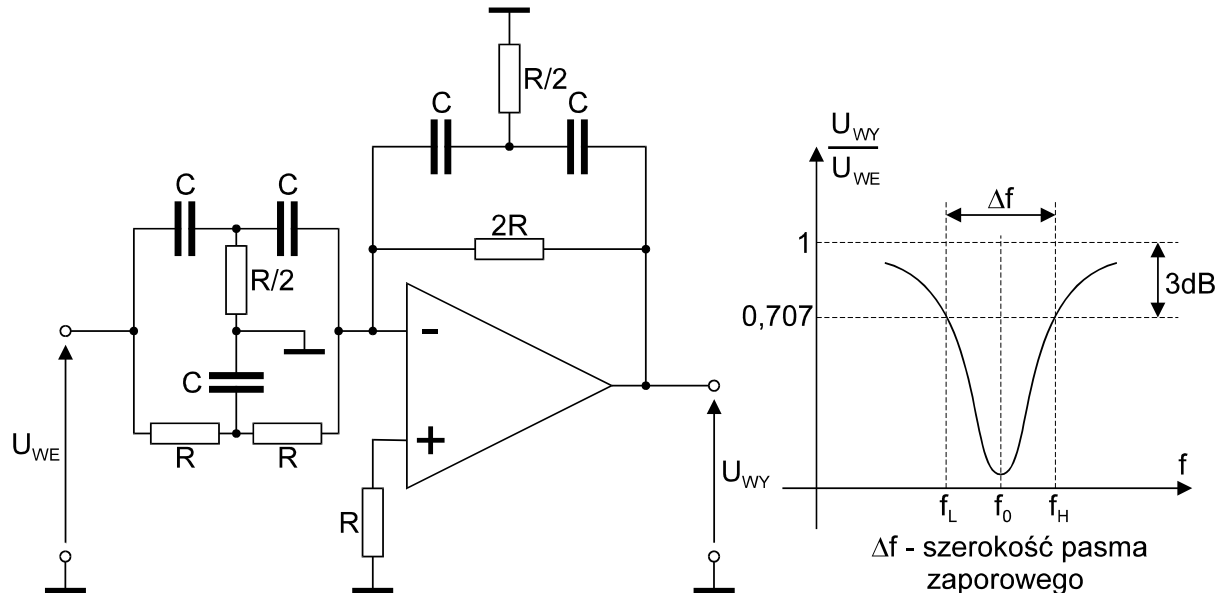 R/2
C C
C C
2R
R/2
C
R R
U_WE
-
+
R
U_WY
U_WY
U_WE
Δf
1
3dB
0,707
f
f_L f_0 f_H
Δf - szerokość pasma
zaporowego